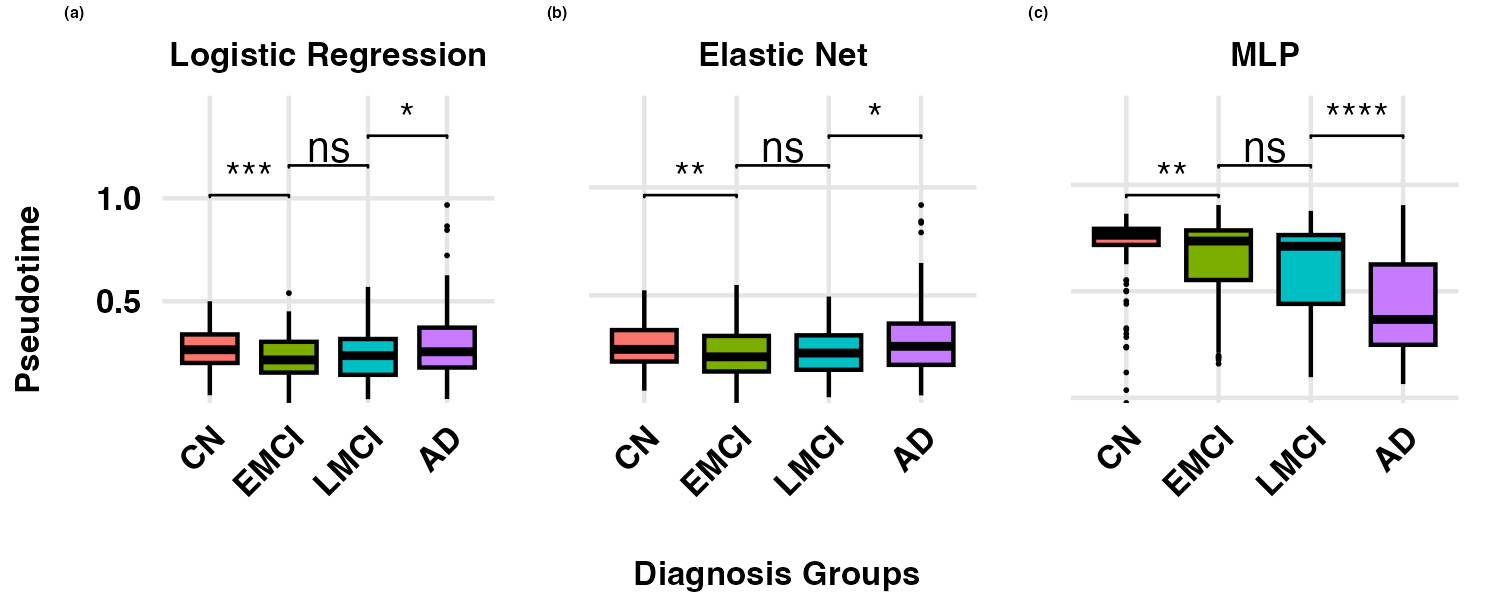 (a)
(b)
(c)
Logistic Regression
Elastic Net
MLP
***
ns
*
**
ns
*
**
ns
****
1.0
0.5
Pseudotime
CN
EMCI
LMCI
AD
CN
EMCI
LMCI
AD
CN
EMCI
LMCI
AD
Diagnosis Groups